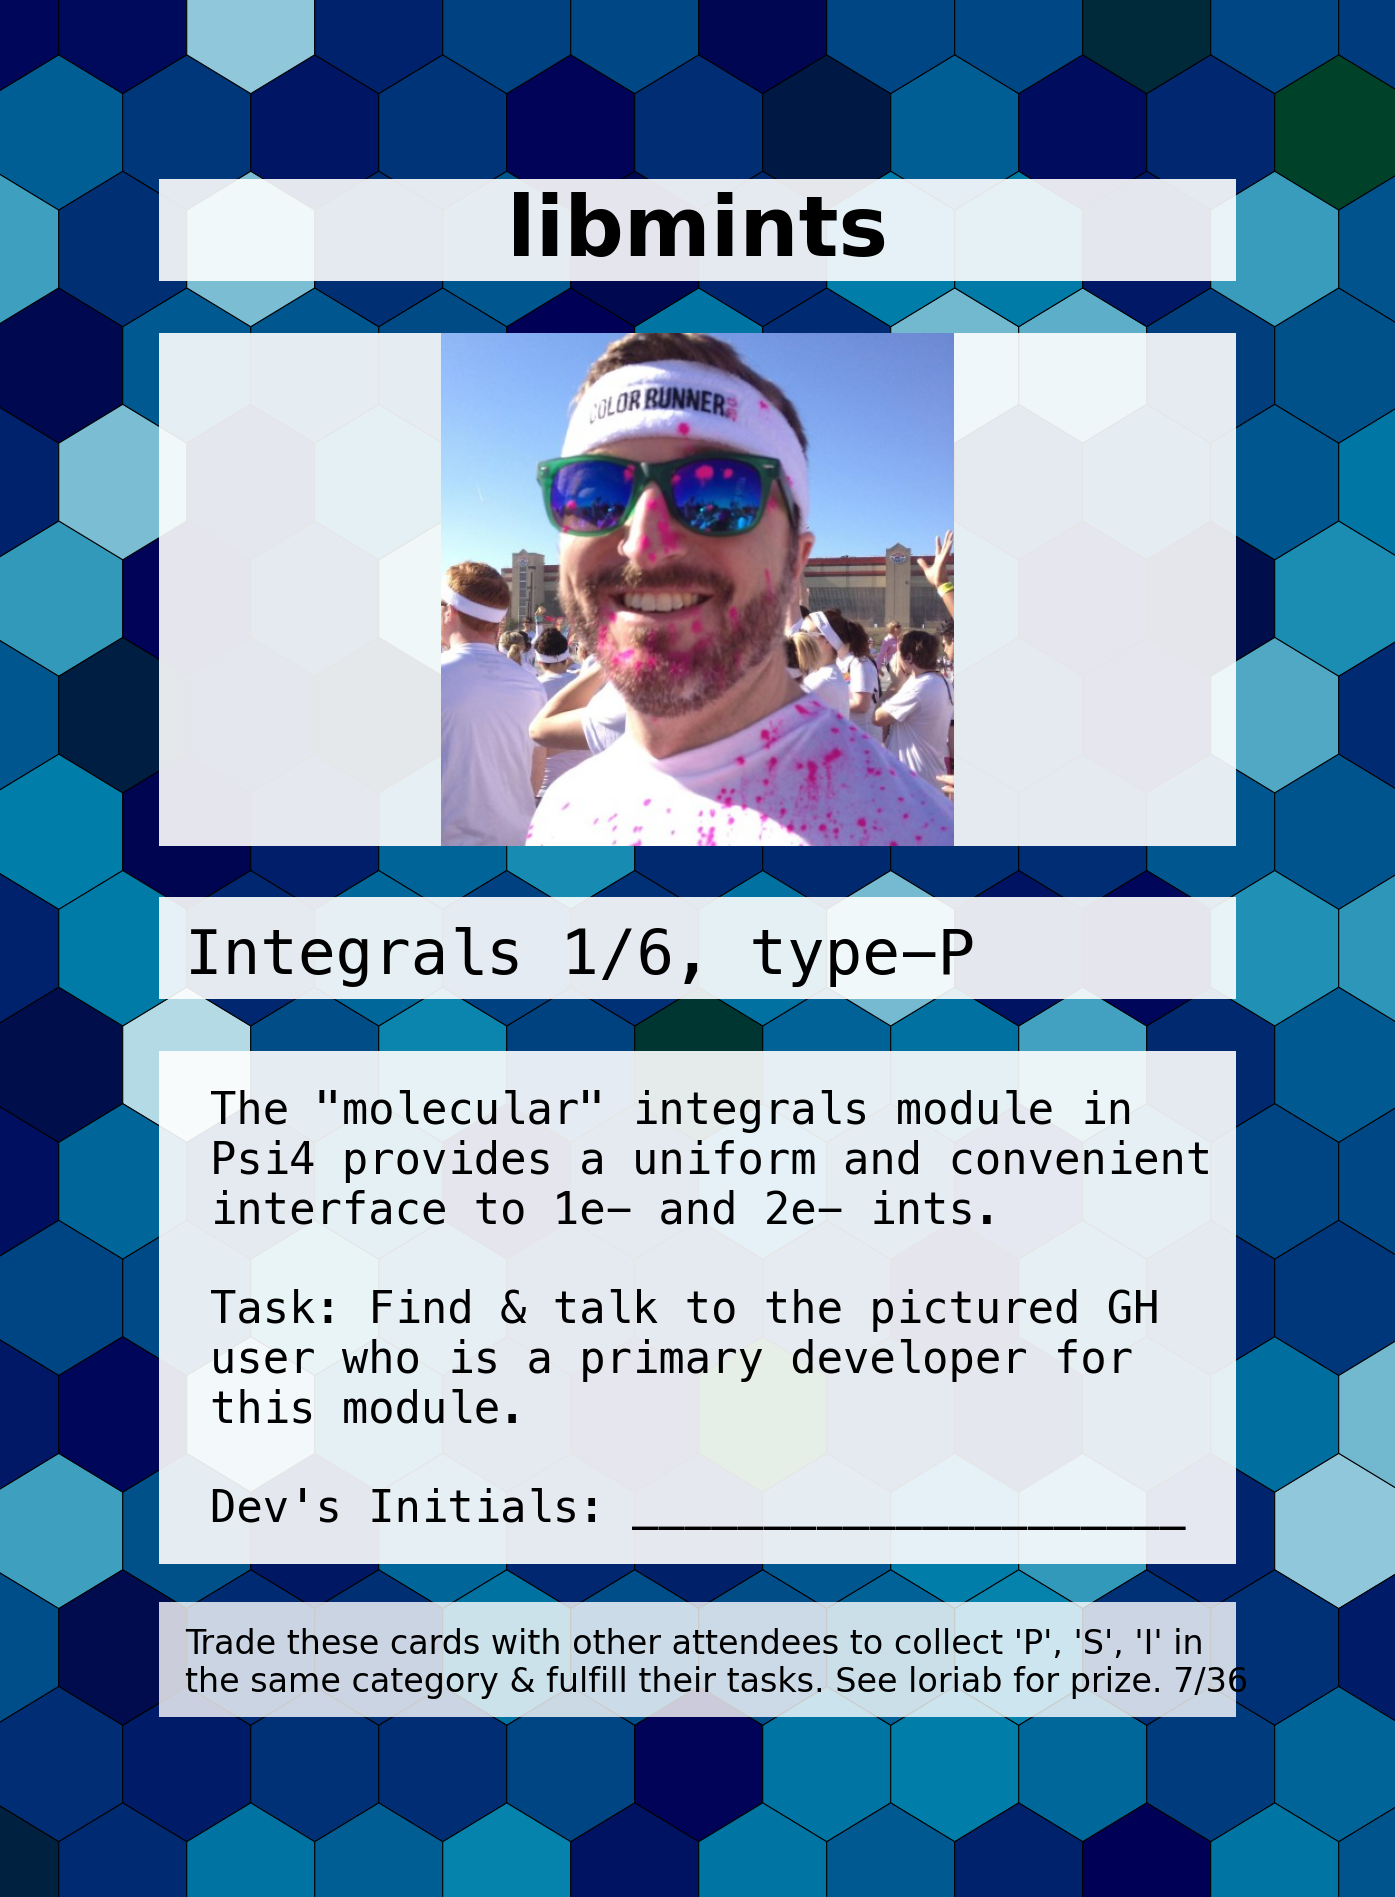 libmints
COLOR RUNNER
Integrals 1/6, type–P
The "molecular" integrals module in
Psi4 provides a uniform and convenient
interface to 1e– and 2e– ints.
Task: Find & talk to the pictured GH
user who is a primary developer for
this module.
Dev's Initials: _____________________
Trade these cards with other attendees to collect 'P', 'S', 'I' in
the same category & fulfill their tasks. See loriab for prize. 7/36